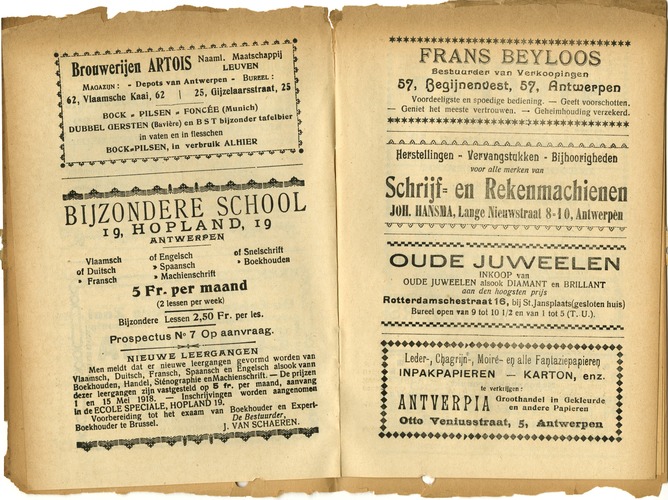 Brouwerijen ARTOIS Naaml. Maatschappij
LEUVEN
MAGAZIJN : - Depots van Antwerpen - BUREEL :
62, Vlaamsche Kaai, 62 | 25, Gijzelaarsstraat, 25
BOCK - PILSEN - FONCÉE (Munich)
DUBBEL GERSTEN (Bavière) en BST bijzonder tafelbier
in vaten en in flesschen
BOCK-PILSEN, in verbruik ALHIER
BIJZONDERE SCHOOL
19, HOPLAND, 19
ANTWERPEN
Vlaamsch of Engelsch of Snelschrift
of Duitsch » Spaansch » Boekhouden
» Fransch » Machienschrift
5 Fr. per maand
(2 lessen per week)
Bijzondere Lessen 2,50 Fr. per les.
Prospectus No 7 Op aanvraag.
NIEUWE LEERGANGEN
Men meldt dat er nieuwe leergangen gevormd worden van
Vlaamsch, Duitsch, Fransch, Spaansch en Engelsch alsook vann
Boekhouden, Handel, Sténographie en Machienschrift. — De prijzen
dezer leergangen zijn vastgesteld op 5 fr. per maand, aanvang
1 en 15 Mei 1918. — Inschrijvingen worden aangenomen
in de ECOLE SPECIALE, HOPLAND 19.
Voorbereiding tot het exaam van Boekhouder en Expert-
Boekhouder te Brussel. De Bestuurder,
J. VAN SCHAEREN.
FRANS BEYLOOS
Bestuurder van Verkoopingen
57, Begijnenvest, 57, Antwerpen
Voordeeligste en spoedige bediening. — Geeft voorschotten.
— Geniet het meeste vertrouwen. — Geheimhouding verzekerd.
Herstellingen - Vervangstukken - Bijhoorigheden
voor alle merken van
Schrijf- en Rekenmachienen
JOH. HANSMA, Lange Nieuwstraat 8-10, Antwerpen
OUDE JUWEELEN
INKOOP van
OUDE JUWEELEN alsook DIAMANT en BRILLANT
aan den hoogsten prijs
Rotterdamschestraat 16, bij St. Jansplaats (gesloten huis)
Bureel open van 9 tot 10 1/2 en van 1 tot 5 (T. U.).
Leder-, Chagrijn-, Moiré- en alle Fantaziepapieren
INPAKPAPIEREN — KARTON, enz.
te verkrijgen :
ANTVERPIA Groothandel in Gekleurde
en andere Papieren
Otto Veniusstraat, 5, Antwerpen